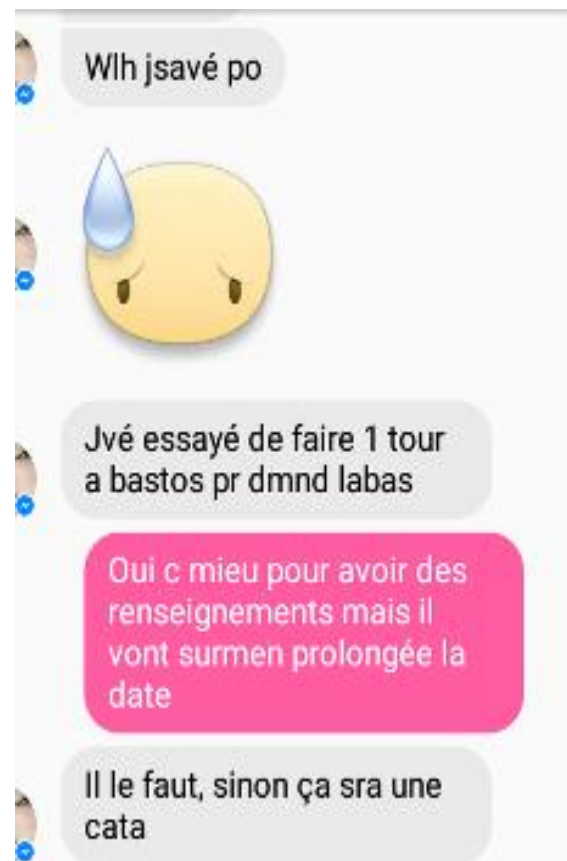 Wlh jsavé po
Jvé essayé de faire 1 tour
a bastos pr dmnd labas
Oui c mieu pour avoir des
renseignements mais il
vont surmen prolongée la
date
Il le faut, sinon ça sra une
cata